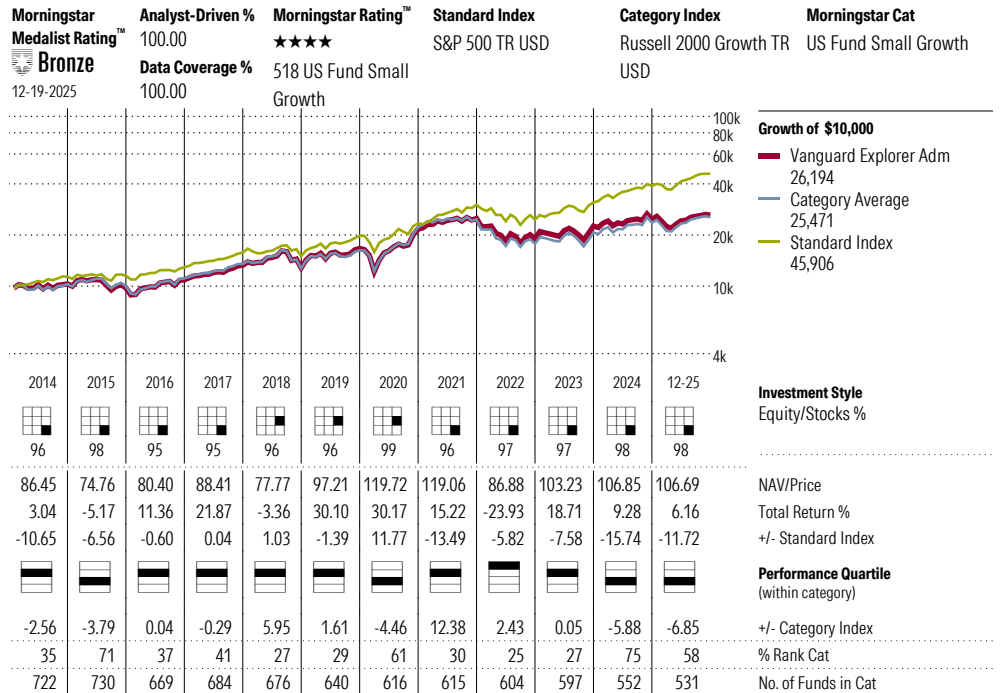 Morningstar Medalist Rating™
Bronze
12-19-2025
Analyst-Driven %
100.00
Data Coverage %
100.00
Morningstar Rating™
★★★★
518 US Fund Small
Growth
Standard Index
S&P 500 TR USD
Category Index
Russell 2000 Growth TR
USD
Morningstar Cat
US Fund Small Growth
100k
80k
60k
40k
20k
10k
4k
Growth of $10,000
Vanguard Explorer Adm
26,194
Category Average
25,471
Standard Index
45,906
2014 2015 2016 2017 2018 2019 2020 2021 2022 2023 2024 12-25
Investment Style
Equity/Stocks %
96 98 95 95 96 96 99 96 97 97 98 98
86.45 74.76 80.40 88.41 77.77 97.21 119.72 119.06 86.88 103.23 106.85 106.69 NAV/Price
3.04 -5.17 11.36 21.87 -3.36 30.10 30.17 15.22 -23.93 18.71 9.28 6.16 Total Return %
-10.65 -6.56 -0.60 0.04 1.03 -1.39 11.77 -13.49 -5.82 -7.58 -15.74 -11.72 +/- Standard Index
Performance Quartile
(within category)
-2.56 -3.79 0.04 -0.29 5.95 1.61 -4.46 12.38 2.43 0.05 -5.88 -6.85 +/- Category Index
35 71 37 41 27 29 61 30 25 27 75 58 % Rank Cat
722 730 669 684 676 640 616 615 604 597 552 531 No. of Funds in Cat